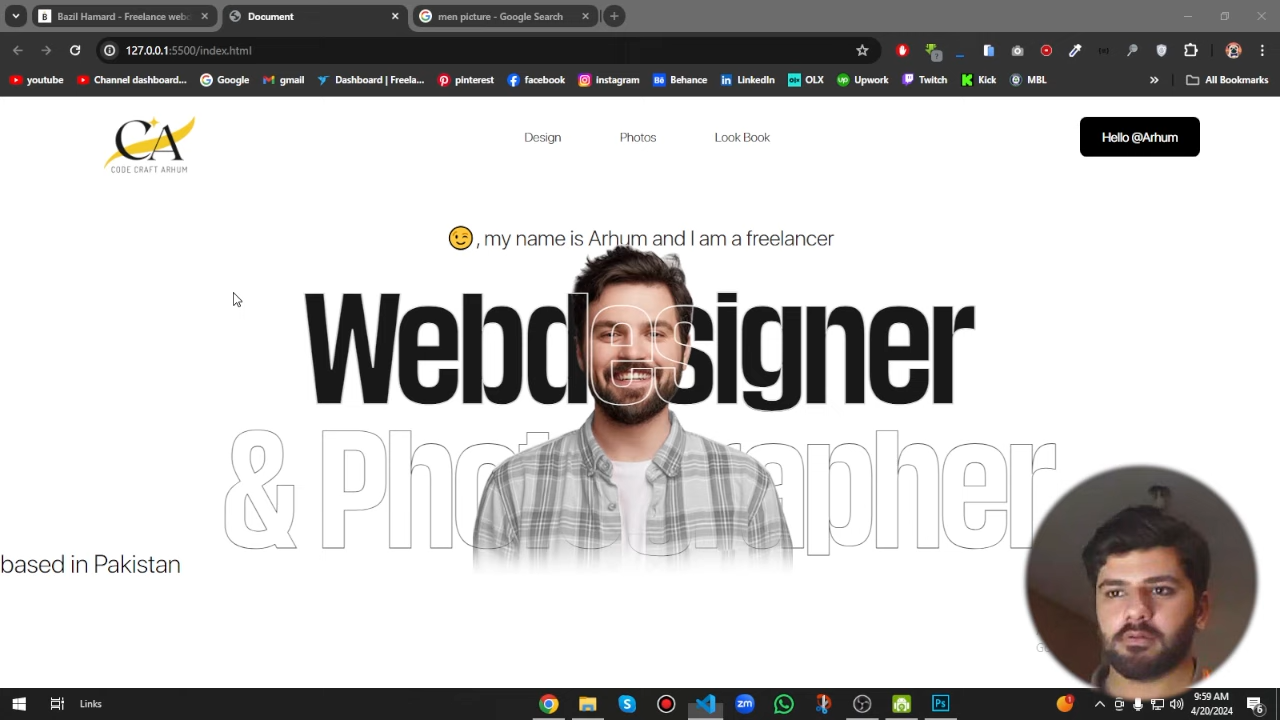 Bazil Hamard - Freelance webd
Document
men picture - Google Search
127.0.0.1:5500/index.html
youtube
Channel dashboard...
Google
gmail
Dashboard | Freela...
pinterest
facebook
instagram
Behance
LinkedIn
OLX
Upwork
Twitch
Kick
MBL
All Bookmarks
CA
CODE CRAFT ARHUM
Design
Photos
Look Book
Hello @Arhum
, my name is Arhum and I am a freelancer
Webdesigner
& Photographer
based in Pakistan
Links
9:59 AM
4/20/2024